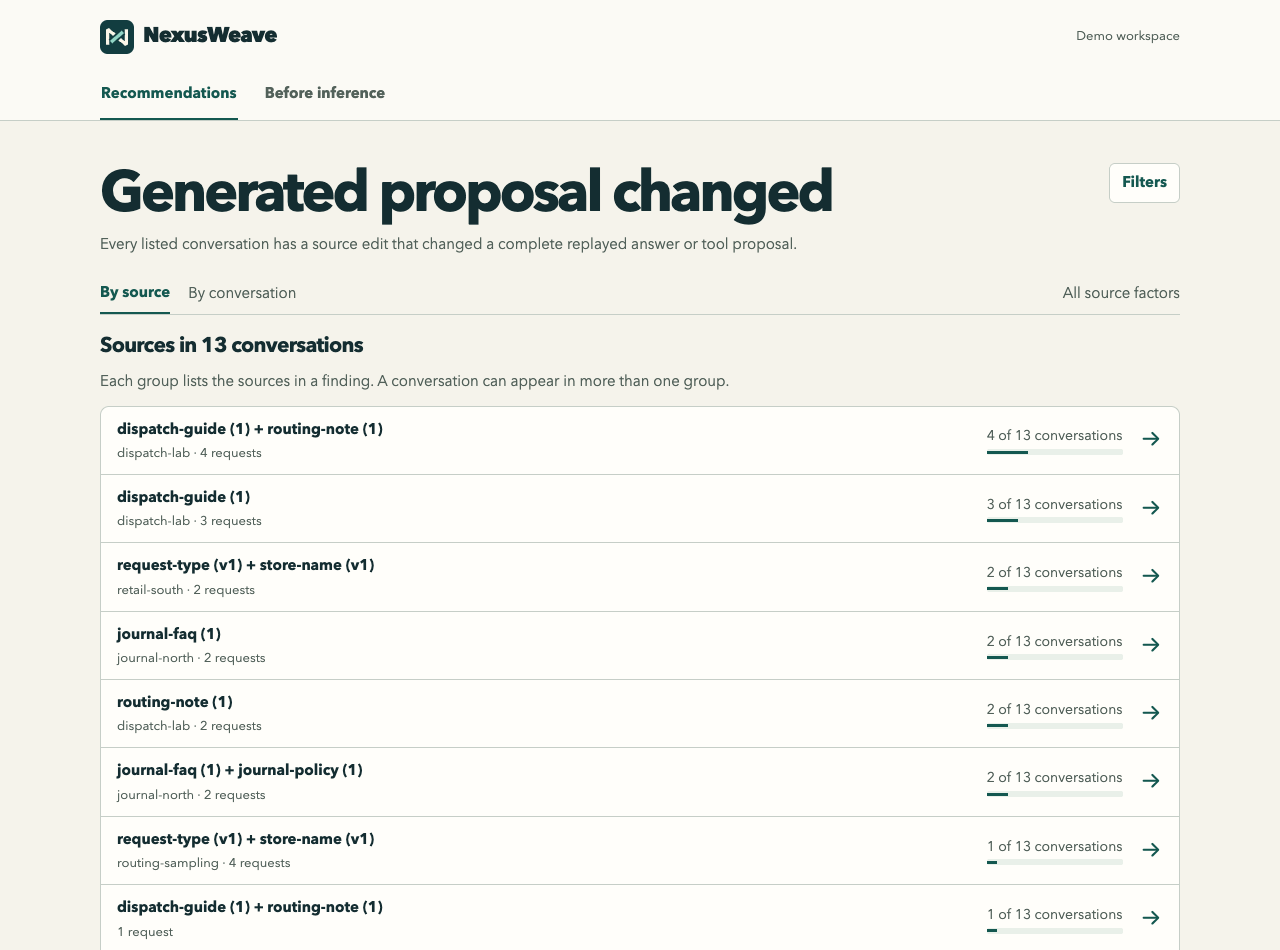 NexusWeave
Demo workspace
Recommendations
Before inference
Generated proposal changed
Filters
Every listed conversation has a source edit that changed a complete replayed answer or tool proposal.
By source
By conversation
All source factors
Sources in 13 conversations
Each group lists the sources in a finding. A conversation can appear in more than one group.
dispatch-guide (1) + routing-note (1)
dispatch-lab · 4 requests
4 of 13 conversations
dispatch-guide (1)
dispatch-lab · 3 requests
3 of 13 conversations
request-type (v1) + store-name (v1)
retail-south · 2 requests
2 of 13 conversations
journal-faq (1)
journal-north · 2 requests
2 of 13 conversations
routing-note (1)
dispatch-lab · 2 requests
2 of 13 conversations
journal-faq (1) + journal-policy (1)
journal-north · 2 requests
2 of 13 conversations
request-type (v1) + store-name (v1)
routing-sampling · 4 requests
1 of 13 conversations
dispatch-guide (1) + routing-note (1)
1 request
1 of 13 conversations